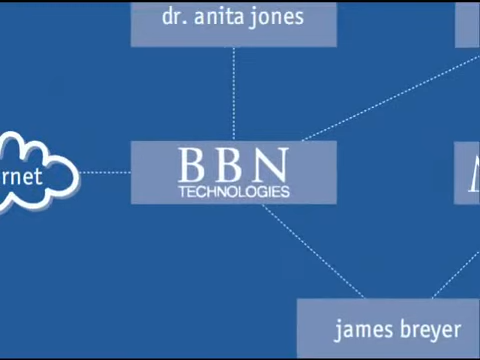 dr. anita jones
BBN
TECHNOLOGIES
rnet
james breyer